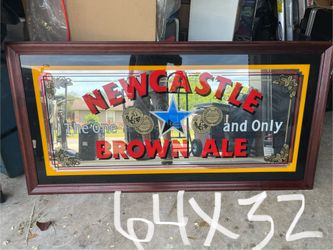 NEWCASTLE
The One and Only
BROWN ALE
64X32